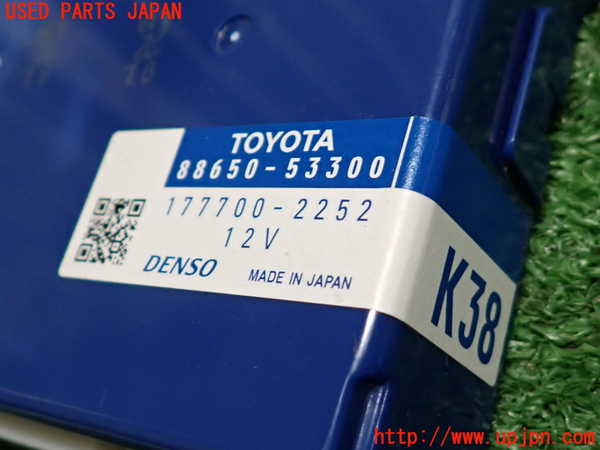 USED PARTS JAPAN
TOYOTA
88650-53300
177700-2252
12V
DENSO MADE IN JAPAN
K38
http://www-upjpn.com